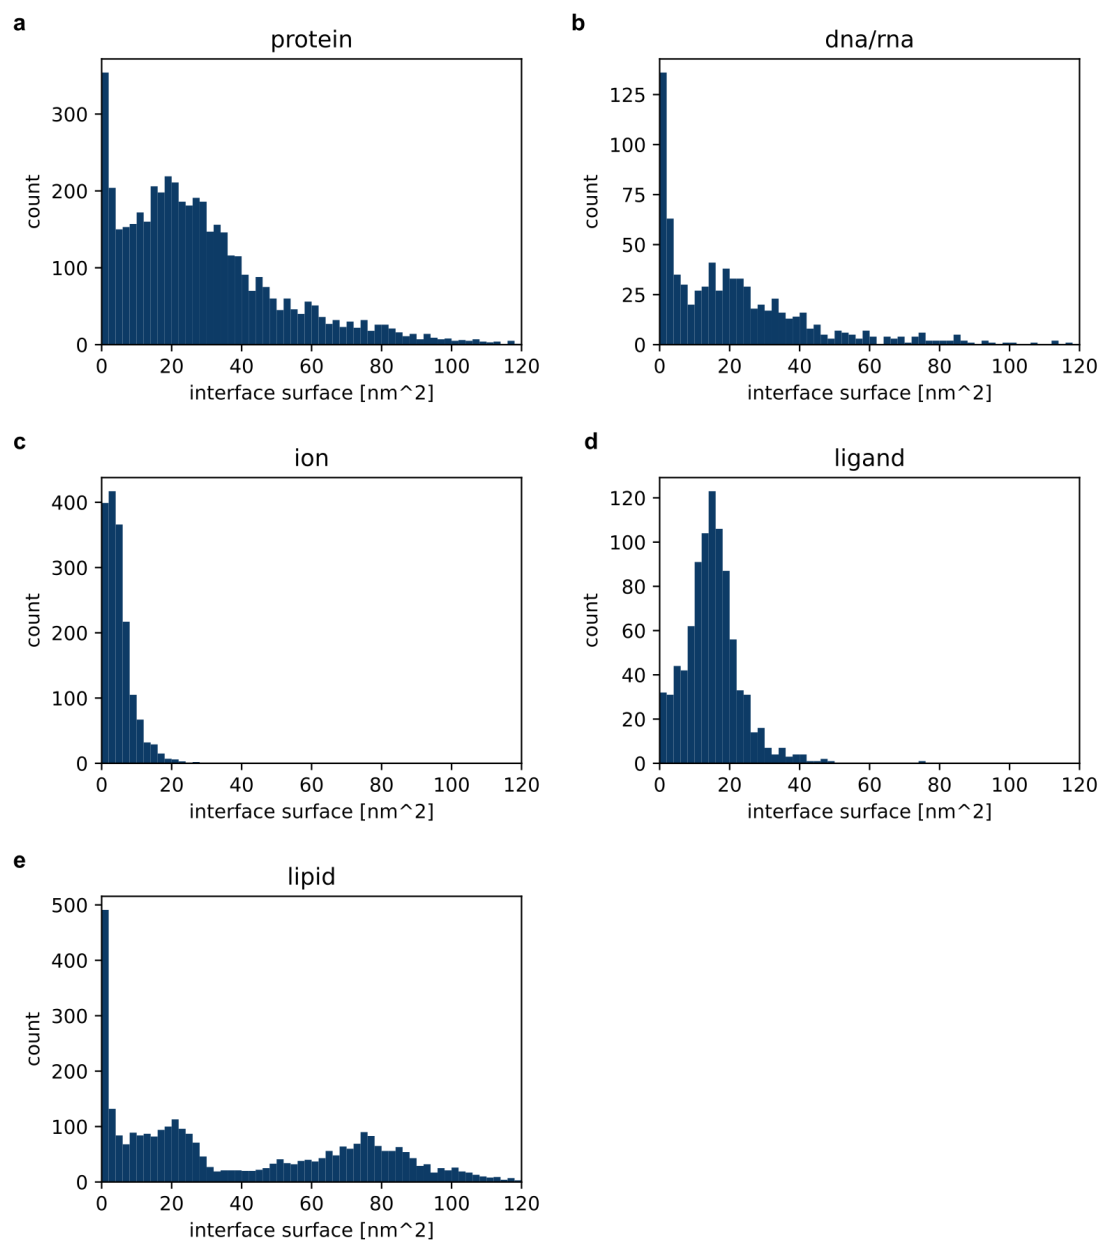 a
protein
300
200
100
0
count
0 20 40 60 80 100 120
interface surface [nm^2]
b
dna/rna
125
100
75
50
25
0
count
0 20 40 60 80 100 120
interface surface [nm^2]
c
ion
400
300
200
100
0
count
0 20 40 60 80 100 120
interface surface [nm^2]
d
ligand
120
100
80
60
40
20
0
count
0 20 40 60 80 100 120
interface surface [nm^2]
e
lipid
500
400
300
200
100
0
count
0 20 40 60 80 100 120
interface surface [nm^2]